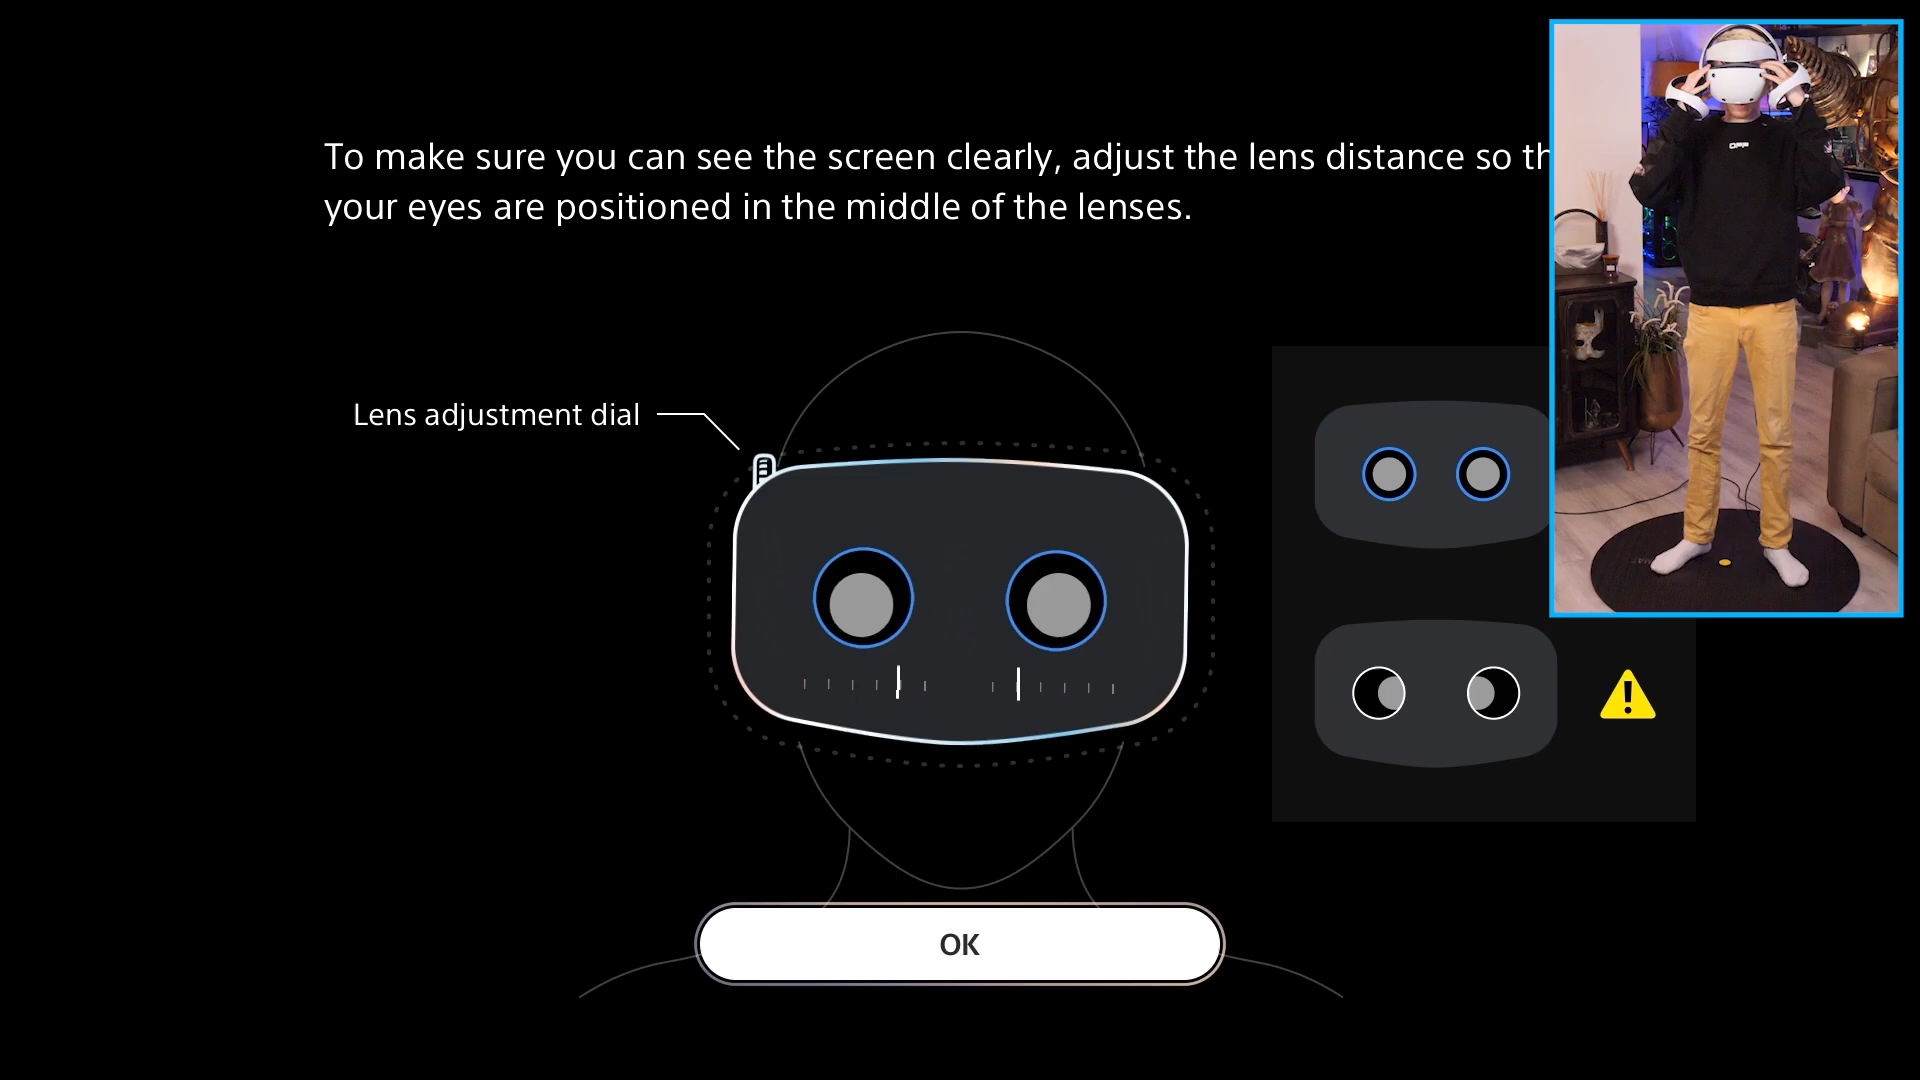 To make sure you can see the screen clearly, adjust the lens distance so th
your eyes are positioned in the middle of the lenses.
Lens adjustment dial
OFF
OK